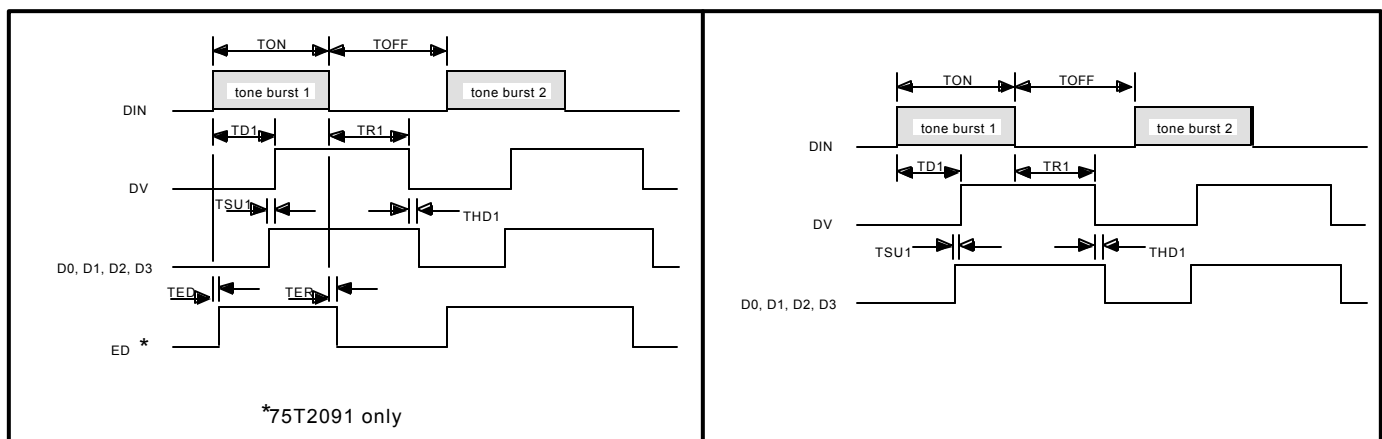 TON TOFF
tone burst 1 tone burst 2
DIN
TD1 TR1
DV
TSU1 THD1
D0, D1, D2, D3
TED TER
ED *
*75T2091 only
TON TOFF
tone burst 1 tone burst 2
DIN
TD1 TR1
DV
TSU1 THD1
D0, D1, D2, D3